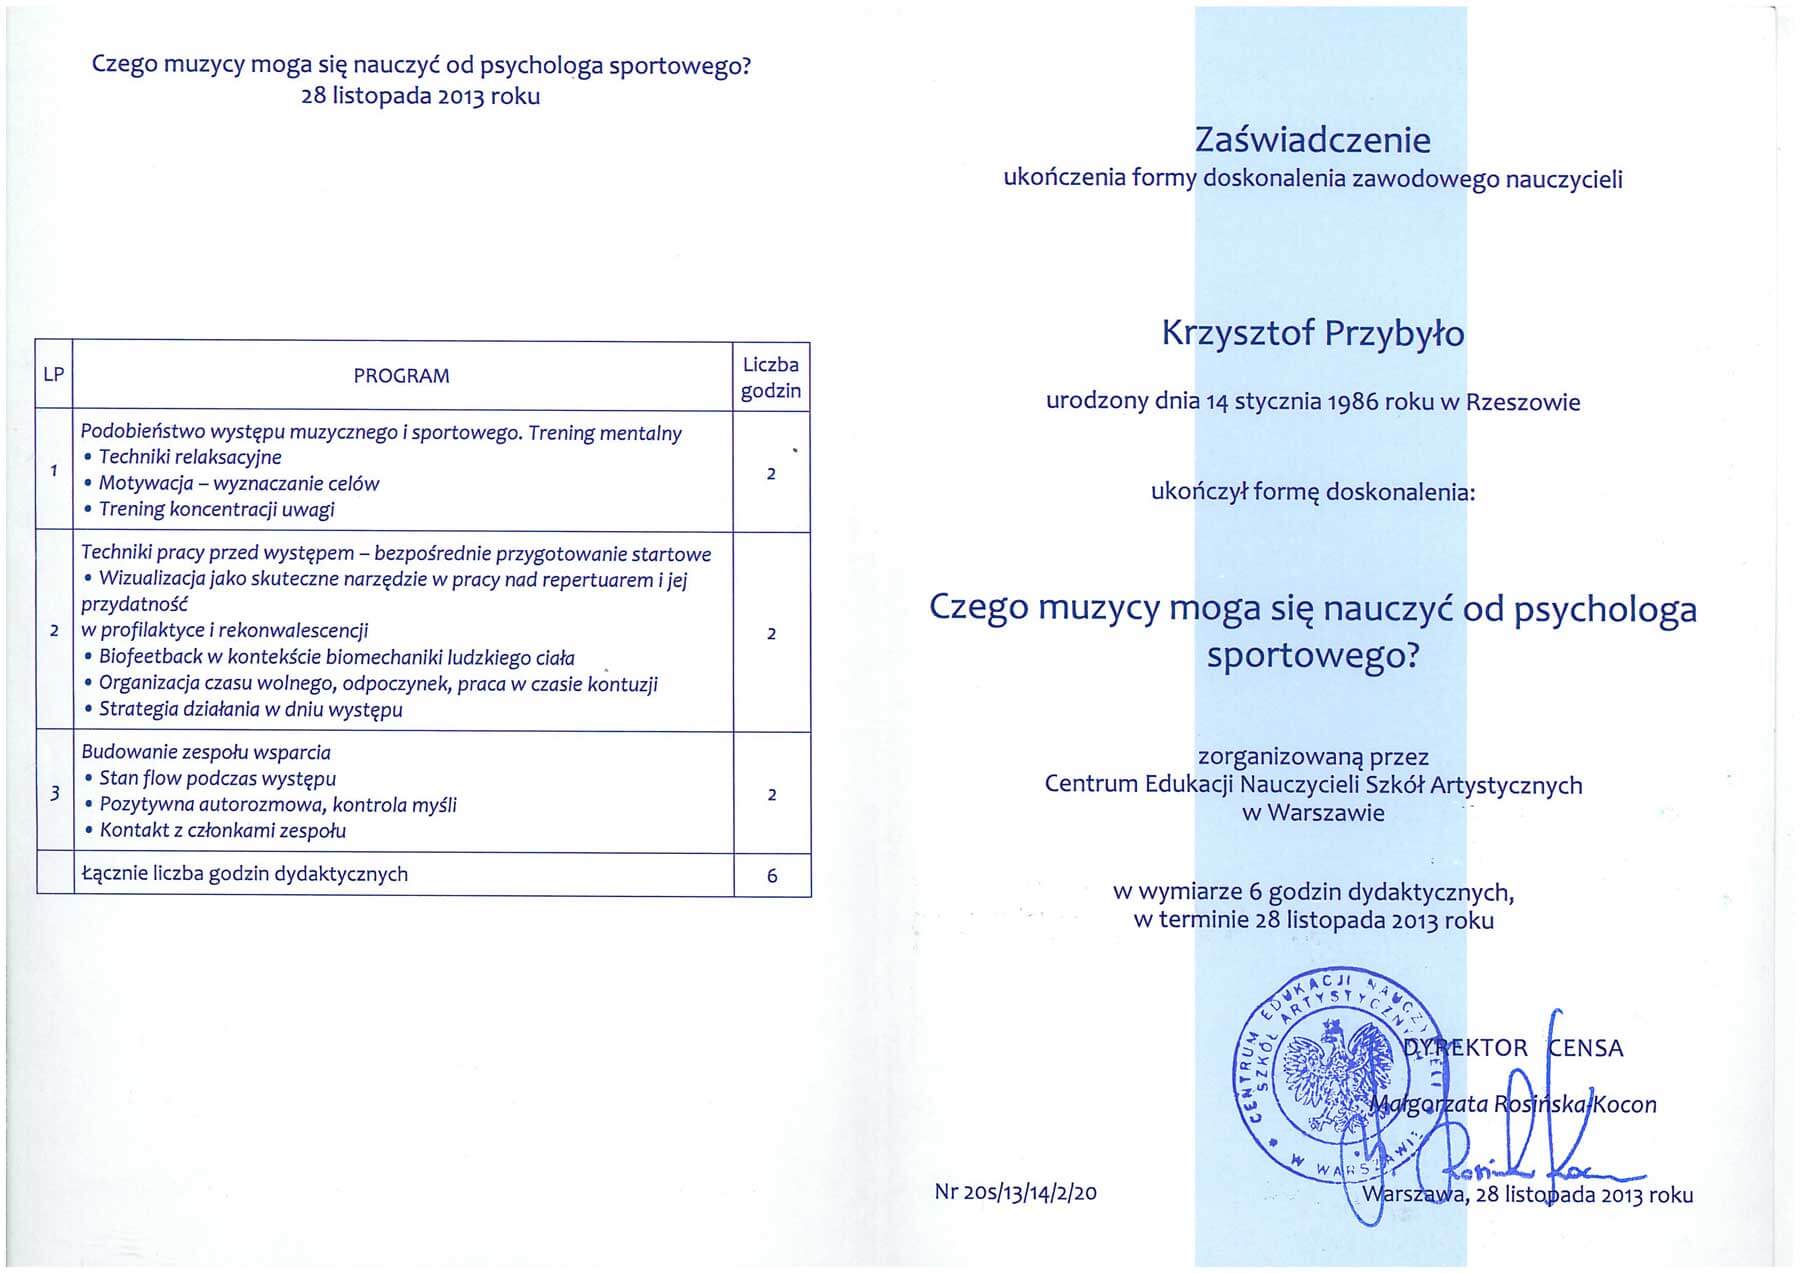 Czego muzycy moga się nauczyć od psychologa sportowego?
28 listopada 2013 roku
LP
PROGRAM
Liczba
godzin
1
Podobieństwo występu muzycznego i sportowego. Trening mentalny
• Techniki relaksacyjne
• Motywacja – wyznaczanie celów
• Trening koncentracji uwagi
2
2
Techniki pracy przed występem – bezpośrednie przygotowanie startowe
• Wizualizacja jako skuteczne narzędzie w pracy nad repertuarem i jej
przydatność
w profilaktyce i rekonwalescencji
• Biofeetback w kontekście biomechaniki ludzkiego ciała
• Organizacja czasu wolnego, odpoczynek, praca w czasie kontuzji
• Strategia działania w dniu występu
2
3
Budowanie zespołu wsparcia
• Stan flow podczas występu
• Pozytywna autorozmowa, kontrola myśli
• Kontakt z członkami zespołu
2
Łącznie liczba godzin dydaktycznych
6
Zaświadczenie
ukończenia formy doskonalenia zawodowego nauczycieli
Krzysztof Przybyło
urodzony dnia 14 stycznia 1986 roku w Rzeszowie
ukończył formę doskonalenia:
Czego muzycy moga się nauczyć od psychologa
sportowego?
zorganizowaną przez
Centrum Edukacji Nauczycieli Szkół Artystycznych
w Warszawie
w wymiarze 6 godzin dydaktycznych,
w terminie 28 listopada 2013 roku
CENTRUM EDUKACJI NAUCZYCIELI
SZKÓŁ ARTYSTYCZNYCH
W WARSZAWIE
DYREKTOR CENSA
Małgorzata Rosińska-Kocon
Nr 20s/13/14/2/20
Warszawa, 28 listopada 2013 roku